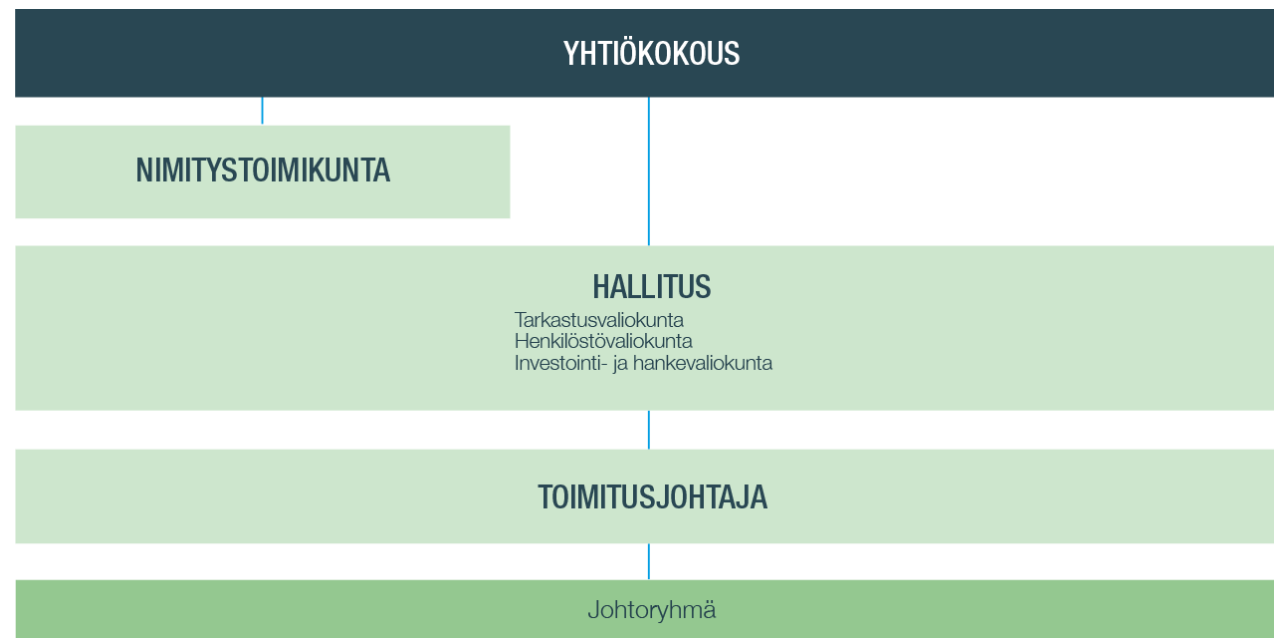 YHTIÖKOKOUS
NIMITYSTOIMIKUNTA
HALLITUS
Tarkastusvaliokunta
Henkilöstövaliokunta
Investointi- ja hankevaliokunta
TOIMITUSJOHTAJA
Johtoryhmä